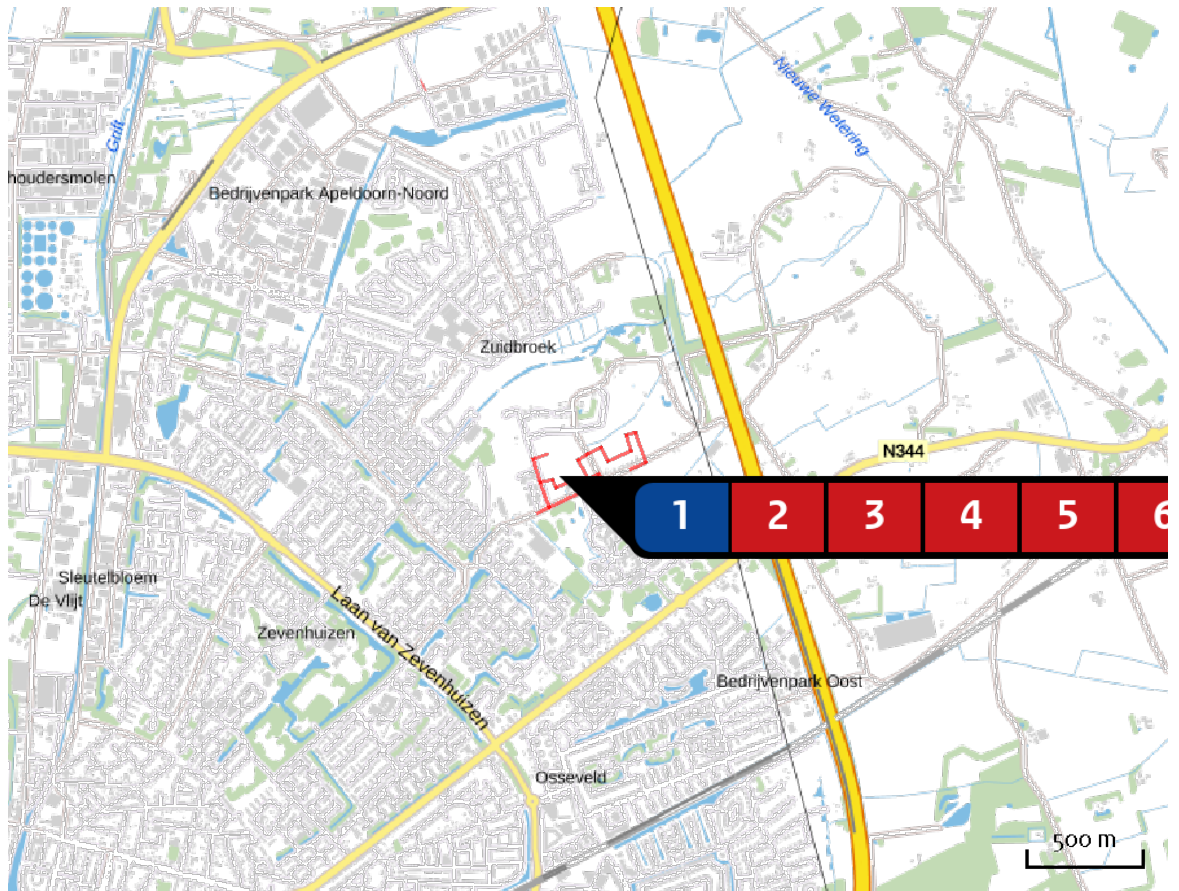 Nieuwe Wetering
Grift
houdersmolen
Bedrijvenpark Apeldoorn-Noord
Zuidbroek
N344
1 2 3 4 5 6
Sleutelbloem
De Vlijt
Laan van Zevenhuizen
Zevenhuizen
Bedrijvenpark Oost
Osseveld
500 m